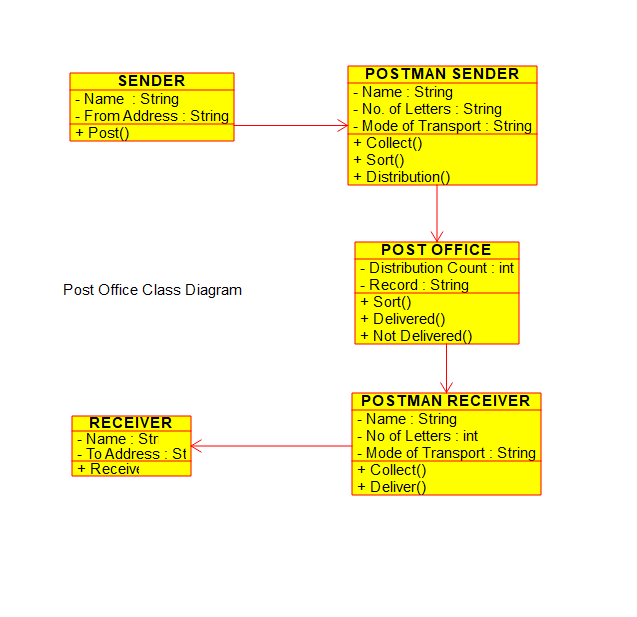 SENDER
- Name : String
- From Address : String
+ Post()
POSTMAN SENDER
- Name : String
- No. of Letters : String
- Mode of Transport : String
+ Collect()
+ Sort()
+ Distribution()
POST OFFICE
- Distribution Count : int
- Record : String
+ Sort()
+ Delivered()
+ Not Delivered()
Post Office Class Diagram
POSTMAN RECEIVER
- Name : String
- No of Letters : int
- Mode of Transport : String
+ Collect()
+ Deliver()
RECEIVER
- Name : Str
- To Address : St
+ Receive